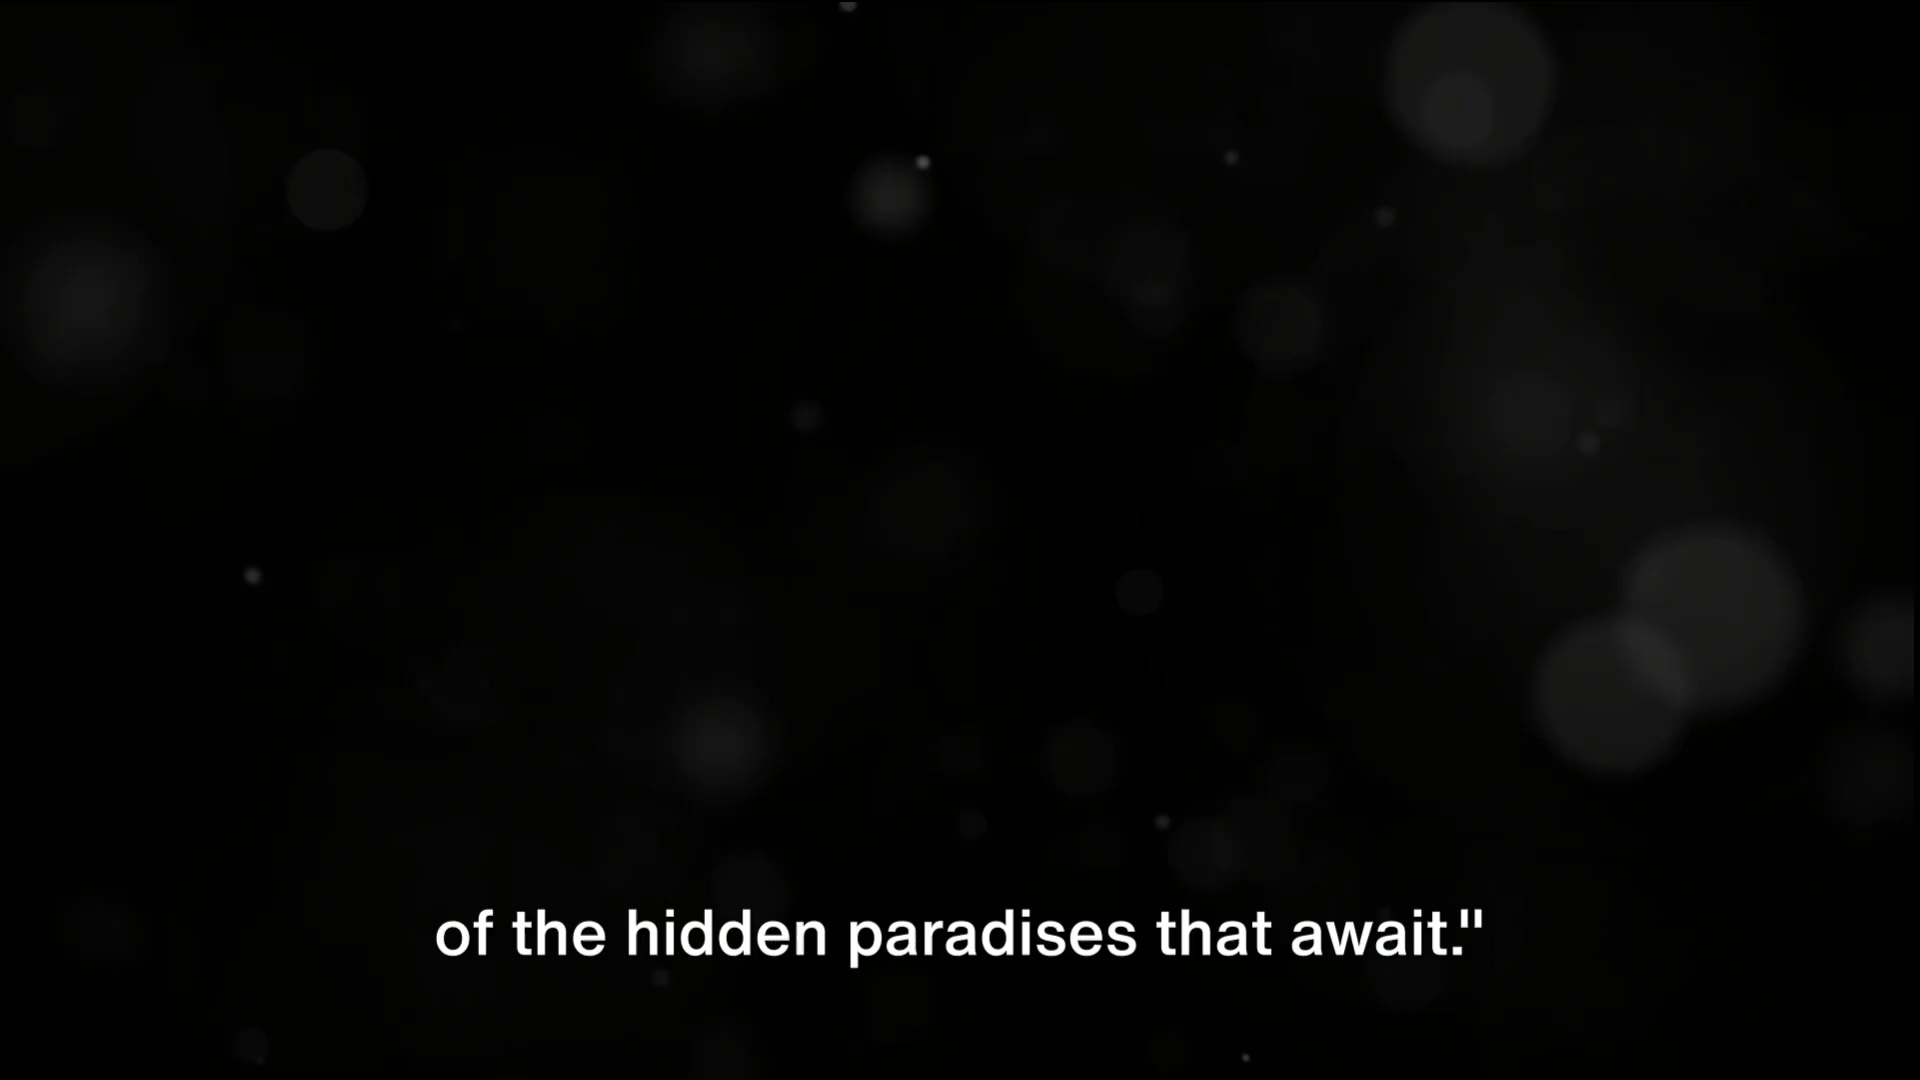 of the hidden paradises that await."